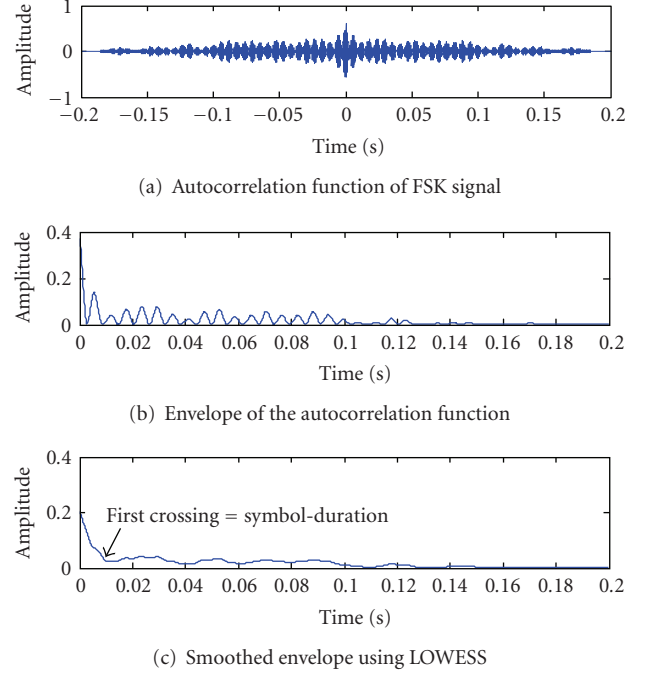 Amplitude
1
0
−1
−0.2 −0.15 −0.1 −0.05 0 0.05 0.1 0.15 0.2
Time (s)
(a) Autocorrelation function of FSK signal
Amplitude
0.4
0.2
0
0 0.02 0.04 0.06 0.08 0.1 0.12 0.14 0.16 0.18 0.2
Time (s)
(b) Envelope of the autocorrelation function
Amplitude
0.4
0.2
0
First crossing = symbol-duration
0 0.02 0.04 0.06 0.08 0.1 0.12 0.14 0.16 0.18 0.2
Time (s)
(c) Smoothed envelope using LOWESS